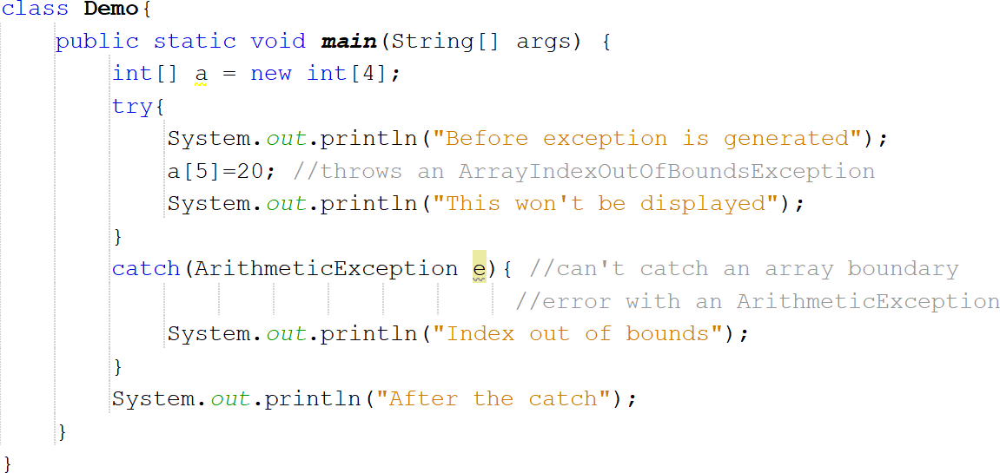 class Demo{
public static void main(String[] args) {
int[] a = new int[4];
try{
System.out.println("Before exception is generated");
a[5]=20; //throws an ArrayIndexOutOfBoundsException
System.out.println("This won't be displayed");
}
catch(ArithmeticException e){ //can't catch an array boundary
//error with an ArithmeticException
System.out.println("Index out of bounds");
}
System.out.println("After the catch");
}
}